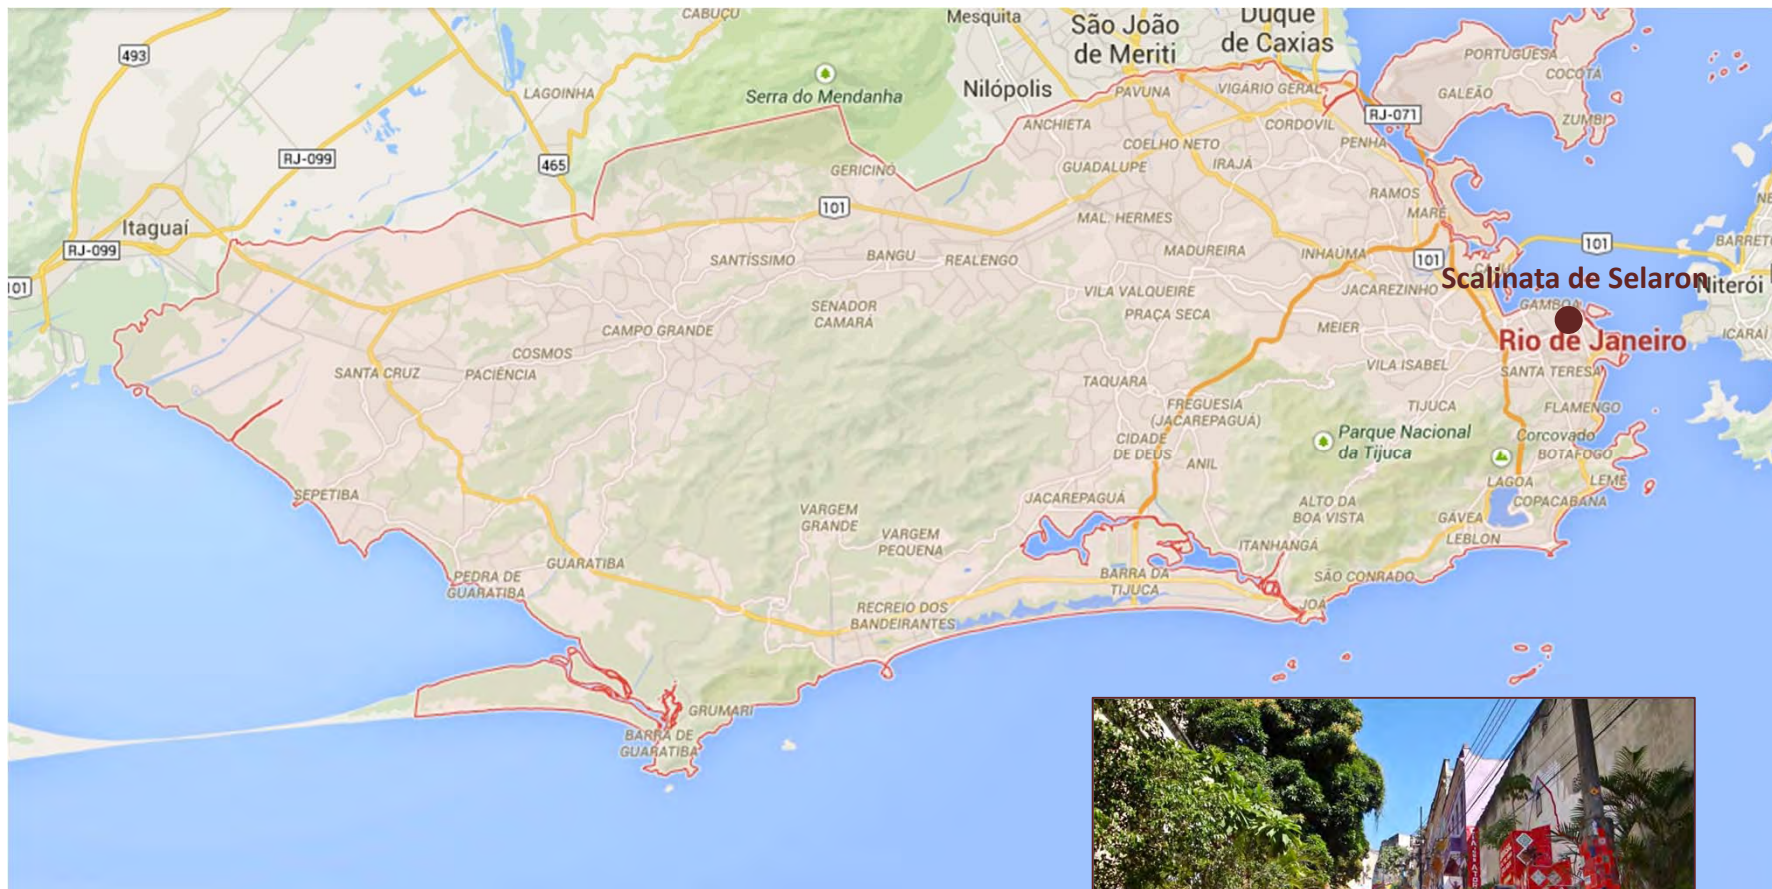 CABUÇU
Mesquita
São João
de Meriti
Duque
de Caxias
493
PORTUGUESA
COCOTÁ
LAGOINHA
Serra do Mendanha
Nilópolis
PAVUNA
VIGÁRIO GERAL
GALEÃO
ZUMBI
RJ-071
ANCHIETA
CORDOVIL
COELHO NETO
PENHA
RJ-099
465
GERICINÓ
GUADALUPE
IRAJÁ
RAMOS
101
MAL. HERMES
MARÉ
Itaguaí
RJ-099
SANTÍSSIMO
BANGU
REALENGO
MADUREIRA
INHAÚMA
101
101
BARRETO
101
VILA VALQUEIRE
JACAREZINHO
Scalinata de Selaron
Niterói
SENADOR
CAMARÁ
PRAÇA SECA
GAMBOA
CAMPO GRANDE
MEIER
Rio de Janeiro
ICARAÍ
COSMOS
SANTA CRUZ
PACIÊNCIA
VILA ISABEL
SANTA TERESA
TAQUARA
FREGUESIA
(JACAREPAGUÁ)
TIJUCA
FLAMENGO
CIDADE
DE DEUS
Parque Nacional
da Tijuca
Corcovado
BOTAFOGO
ANIL
LAGOA
LEME
SEPETIBA
JACAREPAGUÁ
ALTO DA
BOA VISTA
COPACABANA
VARGEM
GRANDE
VARGEM
PEQUENA
GÁVEA
LEBLON
ITANHANGÁ
GUARATIBA
PEDRA DE
GUARATIBA
BARRA DA
TIJUCA
SÃO CONRADO
RECREIO DOS
BANDEIRANTES
JOÁ
GRUMARI
BARRA DE
GUARATIBA